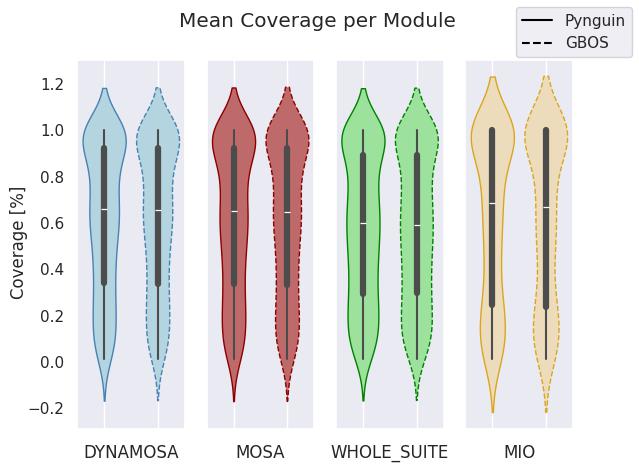 Mean Coverage per Module
Pynguin
GBOS
Coverage [%]
1.2
1.0
0.8
0.6
0.4
0.2
0.0
−0.2
DYNAMOSA
MOSA
WHOLE_SUITE
MIO